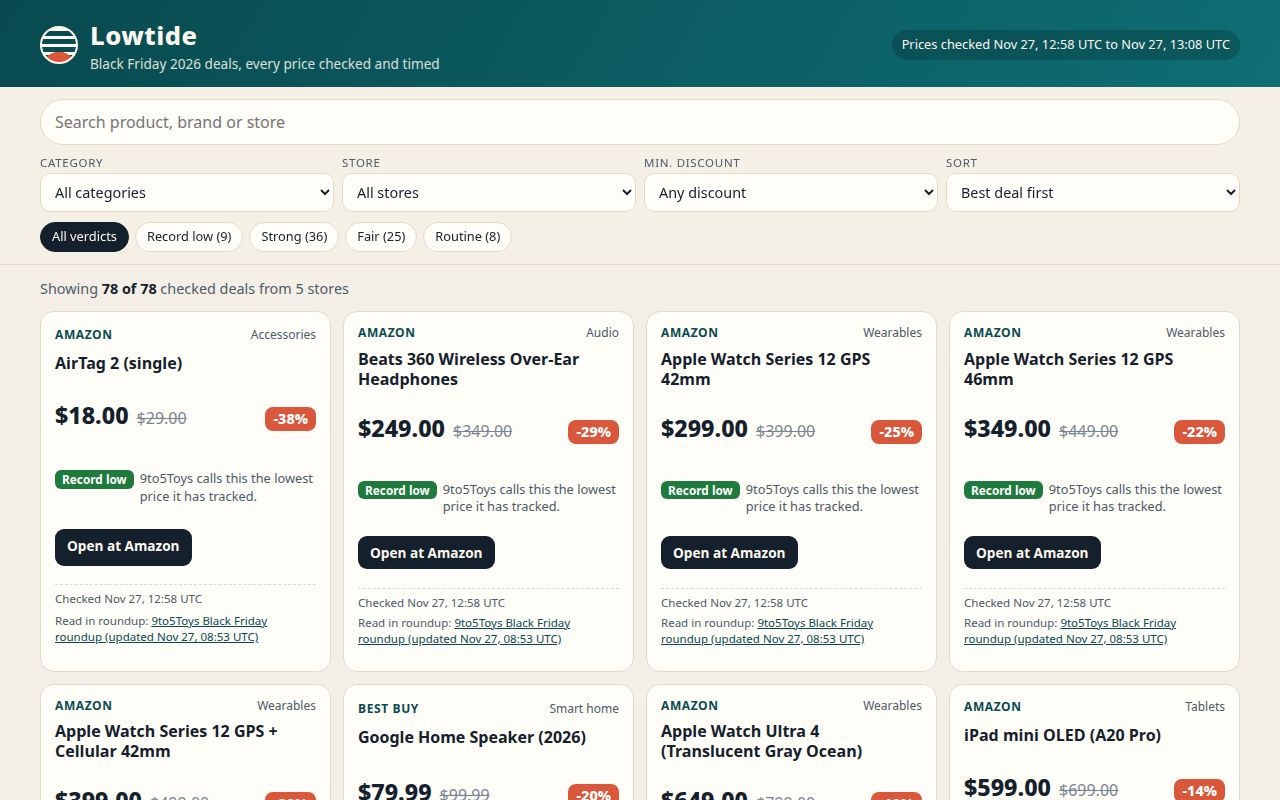 Lowtide
Black Friday 2026 deals, every price checked and timed
Prices checked Nov 27, 12:58 UTC to Nov 27, 13:08 UTC
Search product, brand or store
CATEGORY
STORE
MIN. DISCOUNT
SORT
All categories
All stores
Any discount
Best deal first
All verdicts
Record low (9)
Strong (36)
Fair (25)
Routine (8)
Showing 78 of 78 checked deals from 5 stores
AMAZON
Accessories
AirTag 2 (single)
$18.00 $29.00
-38%
Record low
9to5Toys calls this the lowest
price it has tracked.
Open at Amazon
Checked Nov 27, 12:58 UTC
Read in roundup: 9to5Toys Black Friday
roundup (updated Nov 27, 08:53 UTC)
AMAZON
Audio
Beats 360 Wireless Over-Ear
Headphones
$249.00 $349.00
-29%
Record low
9to5Toys calls this the lowest
price it has tracked.
Open at Amazon
Checked Nov 27, 12:58 UTC
Read in roundup: 9to5Toys Black Friday
roundup (updated Nov 27, 08:53 UTC)
AMAZON
Wearables
Apple Watch Series 12 GPS
42mm
$299.00 $399.00
-25%
Record low
9to5Toys calls this the lowest
price it has tracked.
Open at Amazon
Checked Nov 27, 12:58 UTC
Read in roundup: 9to5Toys Black Friday
roundup (updated Nov 27, 08:53 UTC)
AMAZON
Wearables
Apple Watch Series 12 GPS
46mm
$349.00 $449.00
-22%
Record low
9to5Toys calls this the lowest
price it has tracked.
Open at Amazon
Checked Nov 27, 12:58 UTC
Read in roundup: 9to5Toys Black Friday
roundup (updated Nov 27, 08:53 UTC)
AMAZON
Wearables
Apple Watch Series 12 GPS +
Cellular 42mm
BEST BUY
Smart home
Google Home Speaker (2026)
$79.99 $99.99
-20%
AMAZON
Wearables
Apple Watch Ultra 4
(Translucent Gray Ocean)
AMAZON
Tablets
iPad mini OLED (A20 Pro)
$599.00 $699.00
-14%